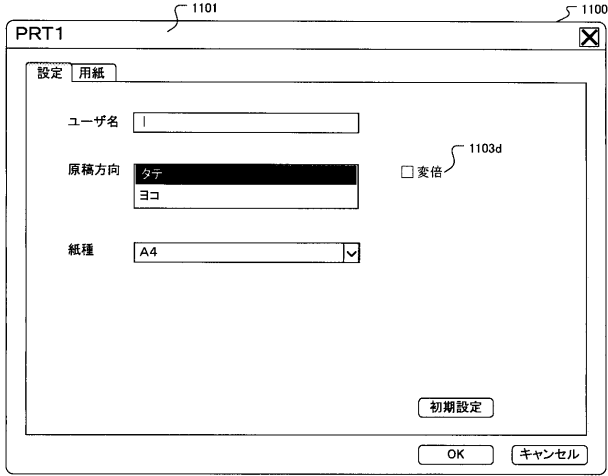 1101
1100
PRT1
設定 用紙
ユーザ名
原稿方向 タテ
1103d
変倍
ヨコ
紙種 A4
初期設定
OK キャンセル